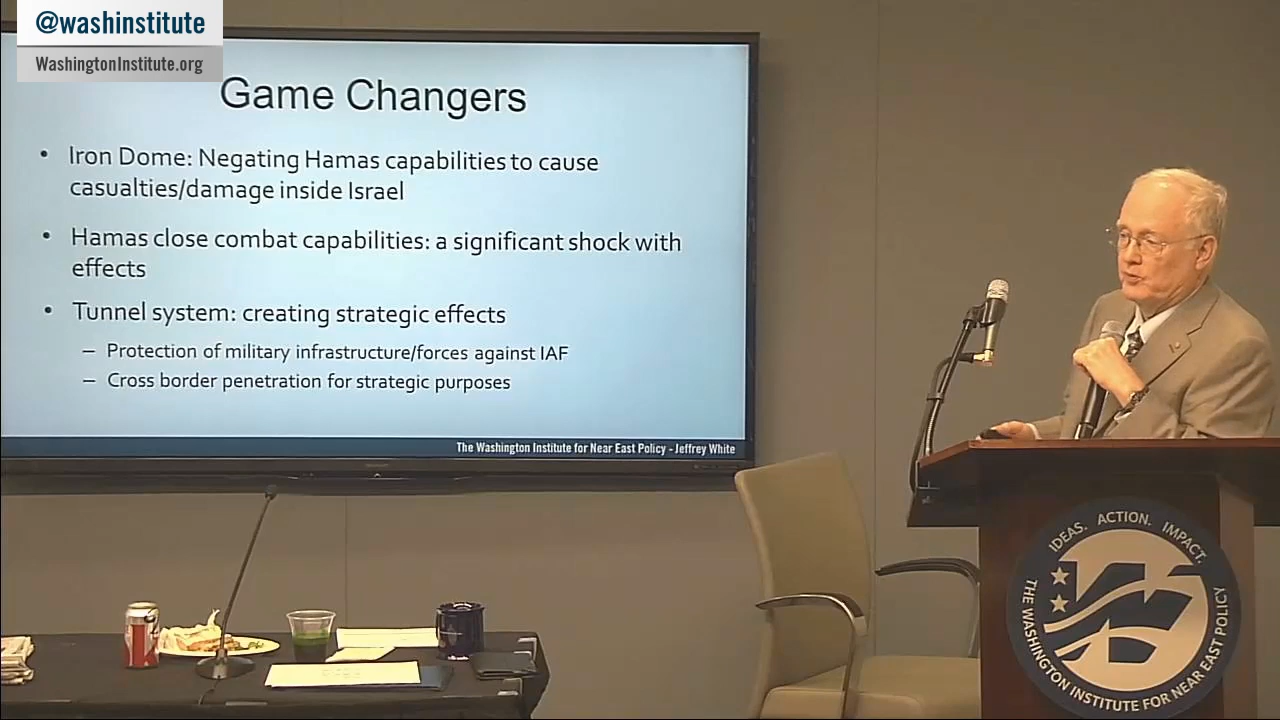 @washinstitute
WashingtonInstitute.org
Game Changers
• Iron Dome: Negating Hamas capabilities to cause
casualties/damage inside Israel
• Hamas close combat capabilities: a significant shock with
effects
• Tunnel system: creating strategic effects
– Protection of military infrastructure/forces against IAF
– Cross border penetration for strategic purposes
The Washington Institute for Near East Policy - Jeffrey White
IDEAS. ACTION. IMPACT.
THE WASHINGTON INSTITUTE FOR NEAR EAST POLICY